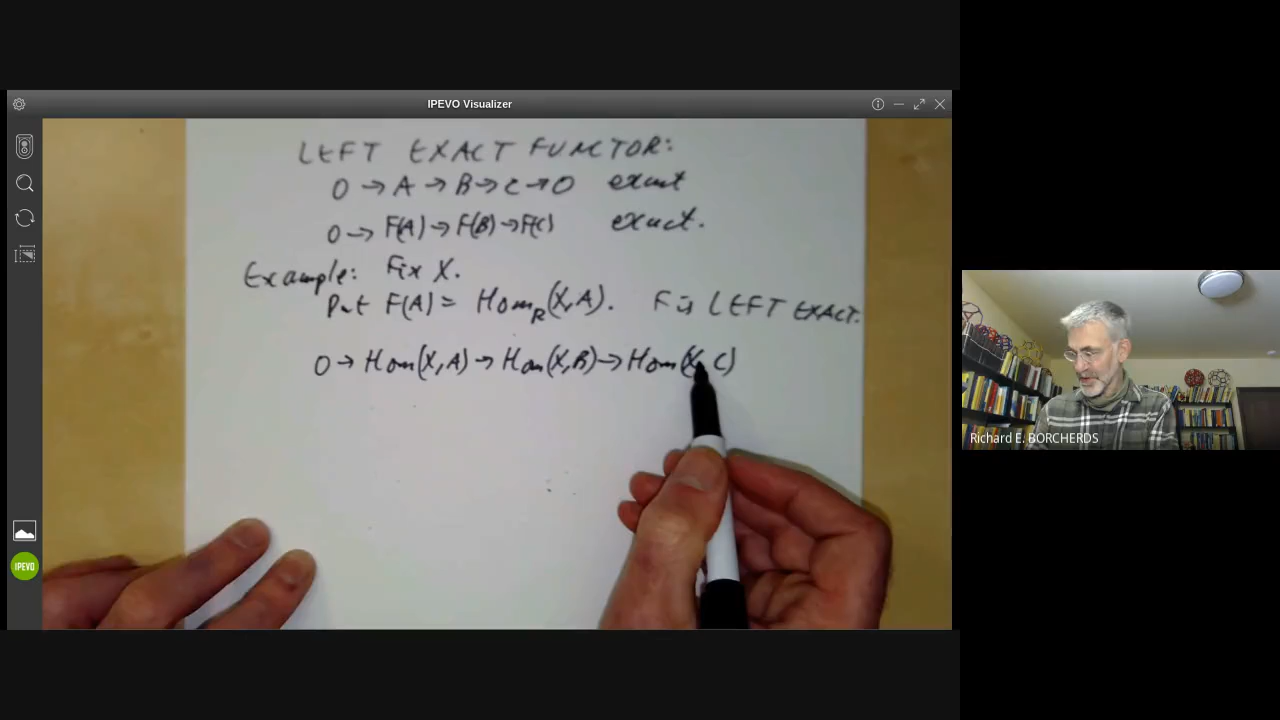 IPEVO Visualizer
LEFT EXACT FUNCTOR:
0 → A → B → C → 0 exact
0 → F(A) → F(B) → F(C) exact.
Example: Fix X.
Put F(A) = Hom_R(X, A). F is LEFT EXACT.
0 → Hom(X, A) → Hom(X, B) → Hom(X, C)
Richard E. BORCHERDS
IPEVO